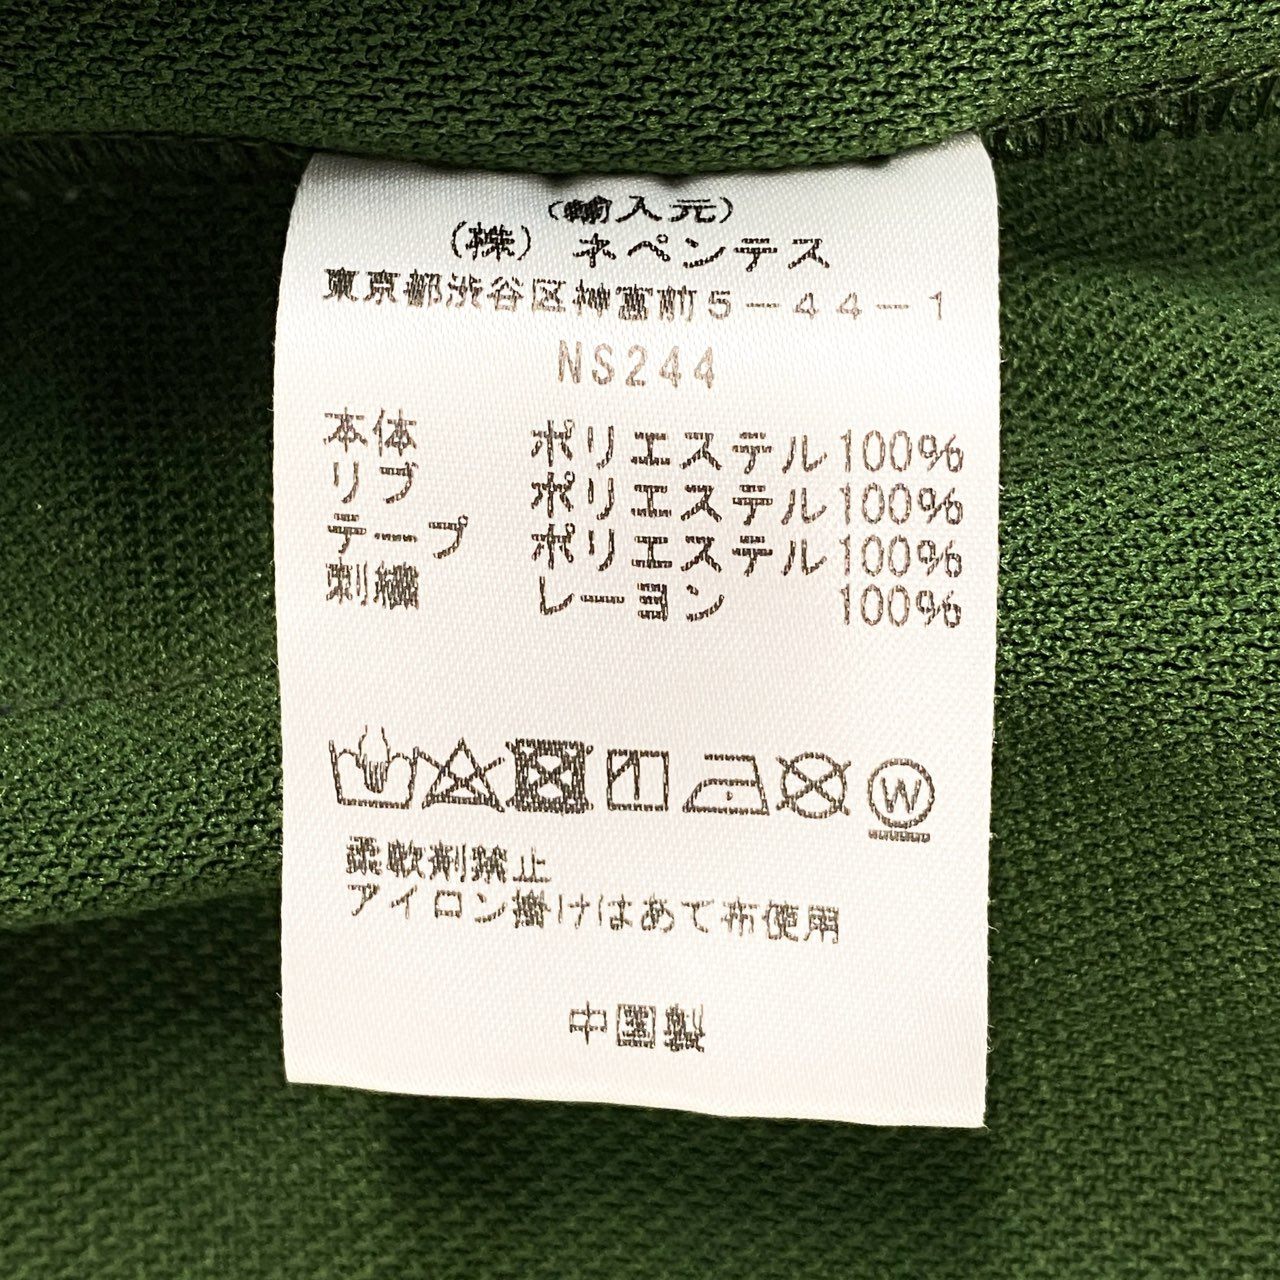 (輸入元)
(株) ネペンテス
東京都渋谷区神宮前5-44-1
NS244
本体 ポリエステル100%
リブ ポリエステル100%
テープ ポリエステル100%
刺繍 レーヨン 100%
W
柔軟剤禁止
アイロン掛けはあて布使用
中国製